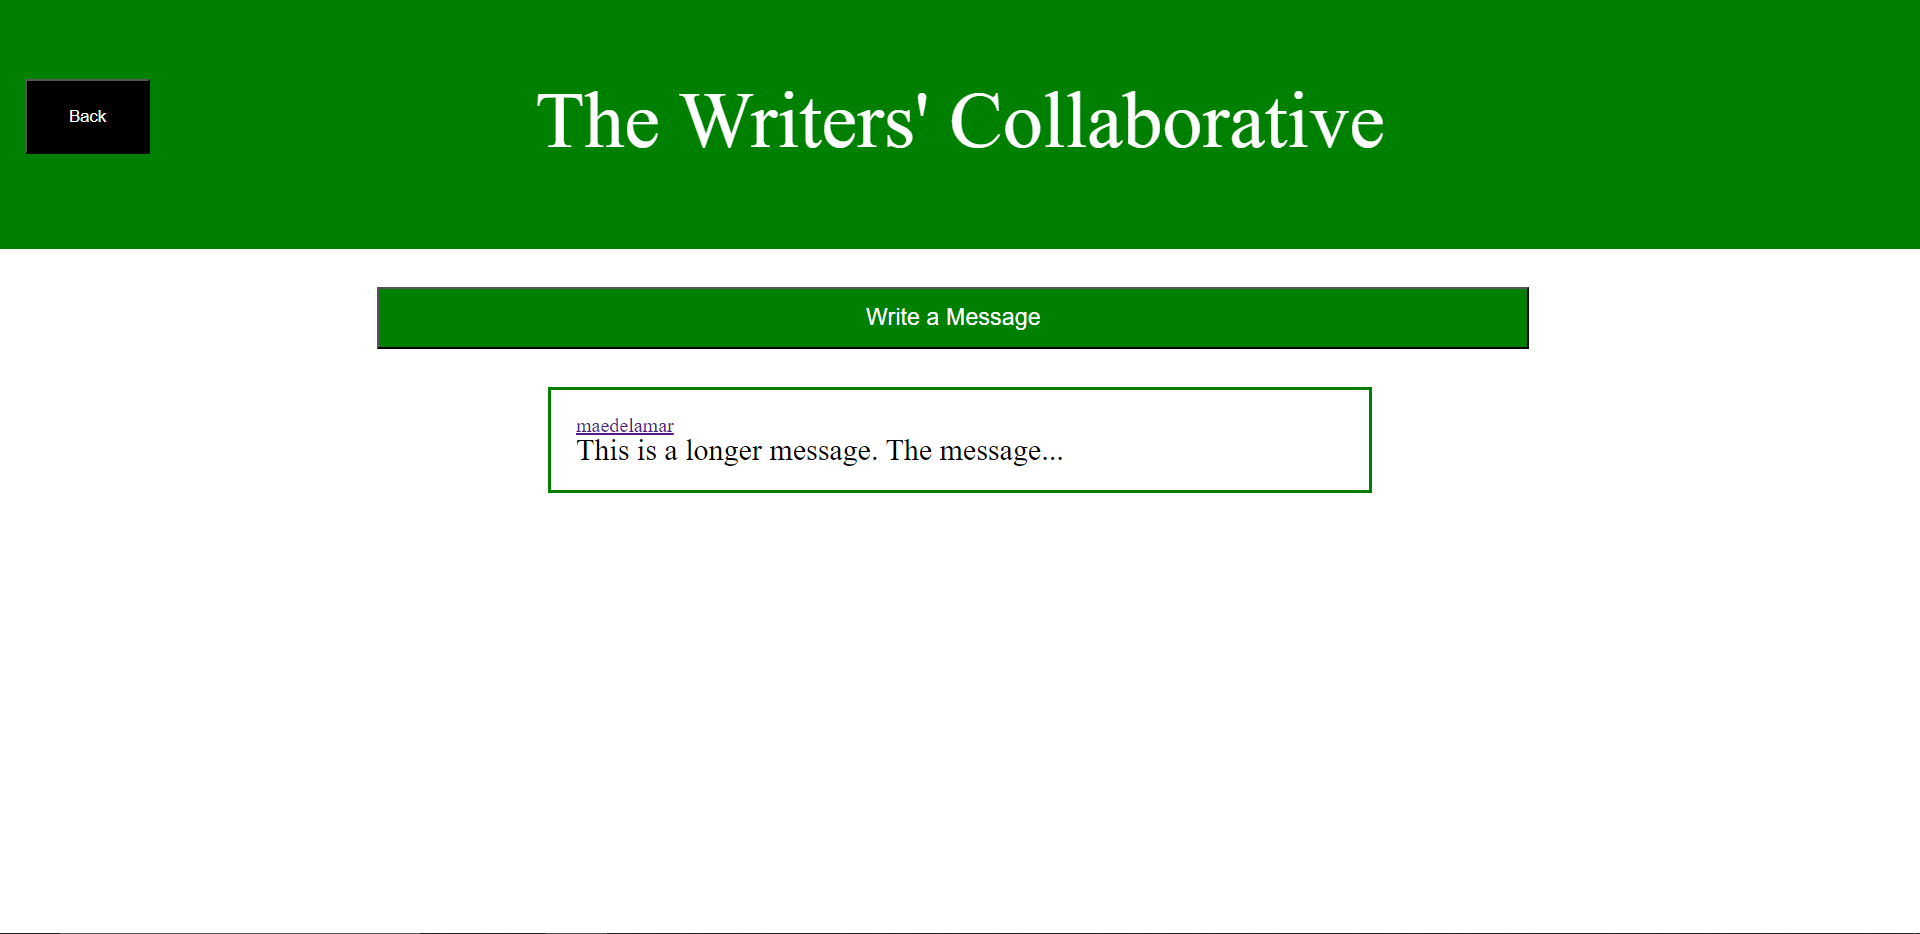 Back
The Writers' Collaborative
Write a Message
maedelamar
This is a longer message. The message...